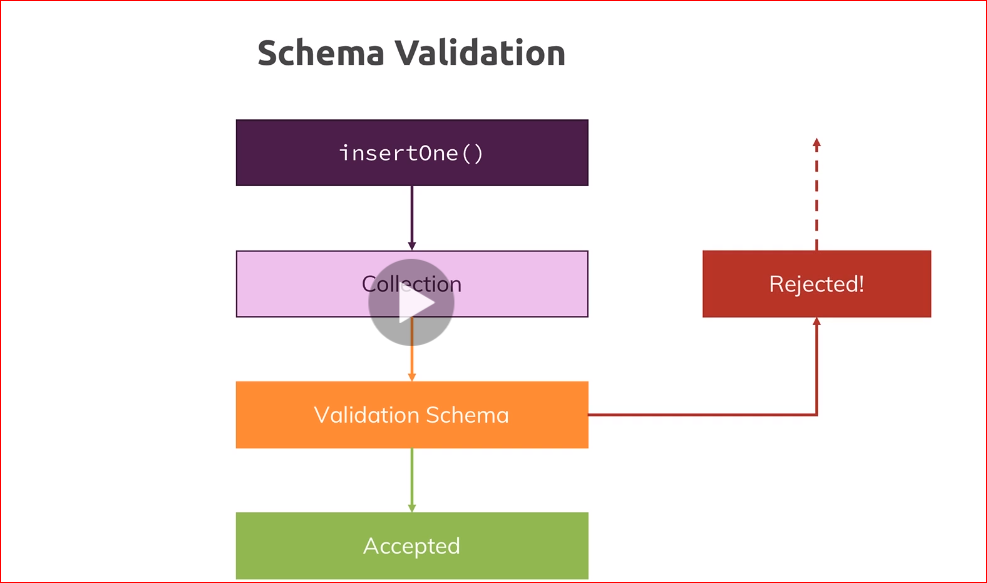 Schema Validation
insertOne()
Collection
Rejected!
Validation Schema
Accepted